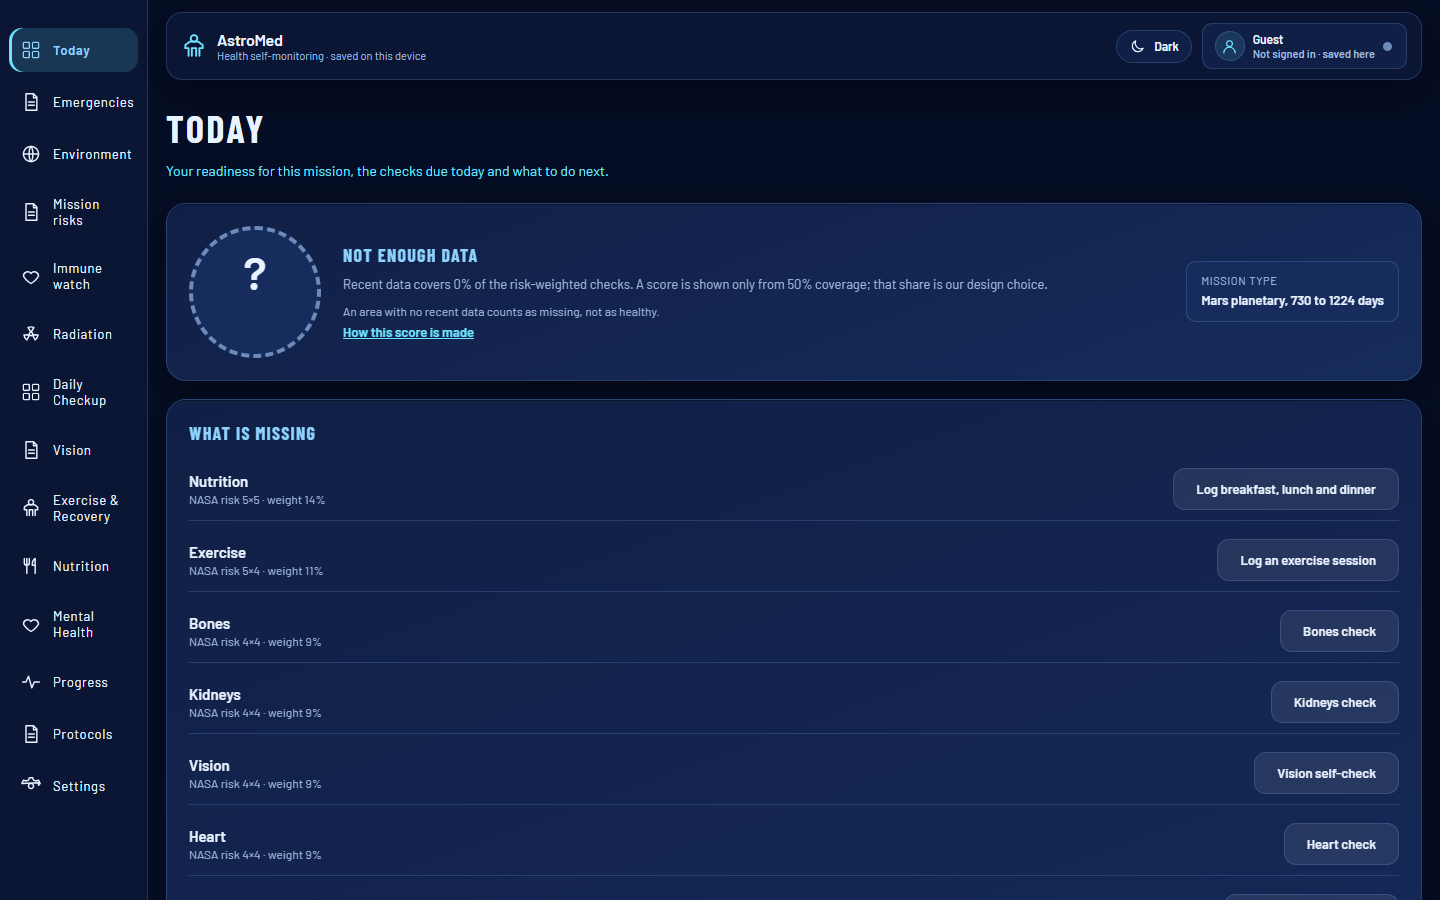 Today
Emergencies
Environment
Mission
risks
Immune
watch
Radiation
Daily
Checkup
Vision
Exercise &
Recovery
Nutrition
Mental
Health
Progress
Protocols
Settings
AstroMed
Health self-monitoring · saved on this device
Dark
Guest
Not signed in · saved here
TODAY
Your readiness for this mission, the checks due today and what to do next.
?
NOT ENOUGH DATA
Recent data covers 0% of the risk-weighted checks. A score is shown only from 50% coverage; that share is our design choice.
An area with no recent data counts as missing, not as healthy.
How this score is made
MISSION TYPE
Mars planetary, 730 to 1224 days
WHAT IS MISSING
Nutrition
NASA risk 5×5 · weight 14%
Log breakfast, lunch and dinner
Exercise
NASA risk 5×4 · weight 11%
Log an exercise session
Bones
NASA risk 4×4 · weight 9%
Bones check
Kidneys
NASA risk 4×4 · weight 9%
Kidneys check
Vision
NASA risk 4×4 · weight 9%
Vision self-check
Heart
NASA risk 4×4 · weight 9%
Heart check